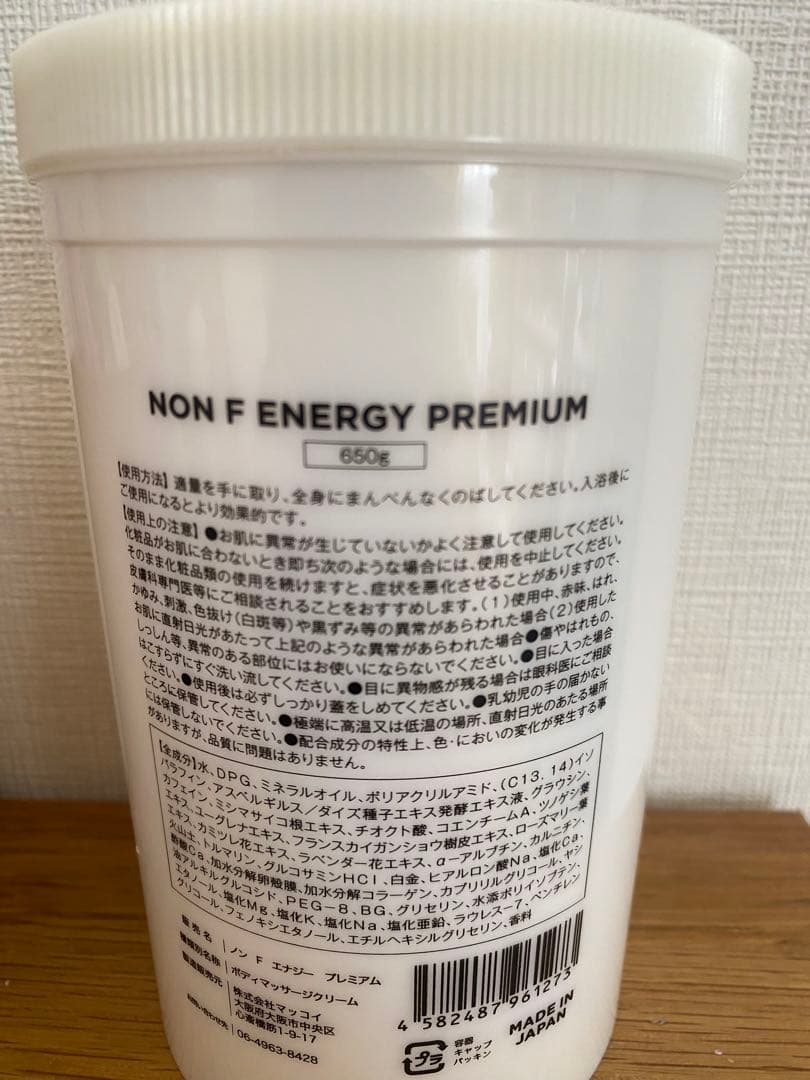 NON F ENERGY PREMIUM
650g
【使用方法】適量を手に取り、全身にまんべんなくのばしてください。入浴後に
ご使用になるとより効果的です。
【使用上の注意】●お肌に異常が生じていないかよく注意して使用してください。
化粧品がお肌に合わないとき即ち次のような場合には、使用を中止してください。
そのまま化粧品類の使用を続けますと、症状を悪化させることがありますので、
皮膚科専門医等にご相談されることをおすすめします。(1)使用中、赤味、はれ、
かゆみ、刺激、色抜け(白斑等)や黒ずみ等の異常があらわれた場合(2)使用した
お肌に直射日光があたって上記のような異常があらわれた場合●傷やはれもの、
しっしん等、異常のある部位にはお使いにならないでください。●目に入った場合
はこすらずにすぐ洗い流してください。●目に異物感が残る場合は眼科医にご相談
ください。●使用後は必ずしっかり蓋をしめてください。●乳幼児の手の届かない
ところに保管してください。●極端に高温又は低温の場所、直射日光のあたる場所
には保管しないでください。●配合成分の特性上、色・においの変化が発生する事
がありますが、品質に問題はありません。
【全成分】水、DPG、ミネラルオイル、ポリアクリルアミド、(C13, 14)イソ
パラフィン、アスペルギルス/ダイズ種子エキス発酵エキス液、グラウシン、
カフェイン、ミシマサイコ根エキス、チオクト酸、コエンチームA、ツノゲシ葉
エキス、ユーグレナエキス、フランスカイガンショウ樹皮エキス、ローズマリー葉
エキス、カミツレ花エキス、ラベンダー花エキス、α-アルブチン、カルニチン、
火山土、トルマリン、グルコサミンHCl、白金、ヒアルロン酸Na、塩化Ca、
酢酸Ca、加水分解卵殻膜、加水分解コラーゲン、カプリリルグリコール、ヤシ
油アルキルグルコシド、PEG-8、BG、グリセリン、水添ポリイソブテン、
エタノール、塩化Mg、塩化K、塩化Na、塩化亜鉛、ラウレス-7、ペンチレン
グリコール、フェノキシエタノール、エチルヘキシルグリセリン、香料
販売名 ノン F エナジー プレミアム
種類別名称 ボディマッサージクリーム
製造販売元 株式会社マッコイ
大阪府大阪市中央区
心斎橋筋1-9-17
お問い合わせ先 06-4963-8428
4 582487 961273
プラ
容器
キャップ
パッキン
MADE IN
JAPAN